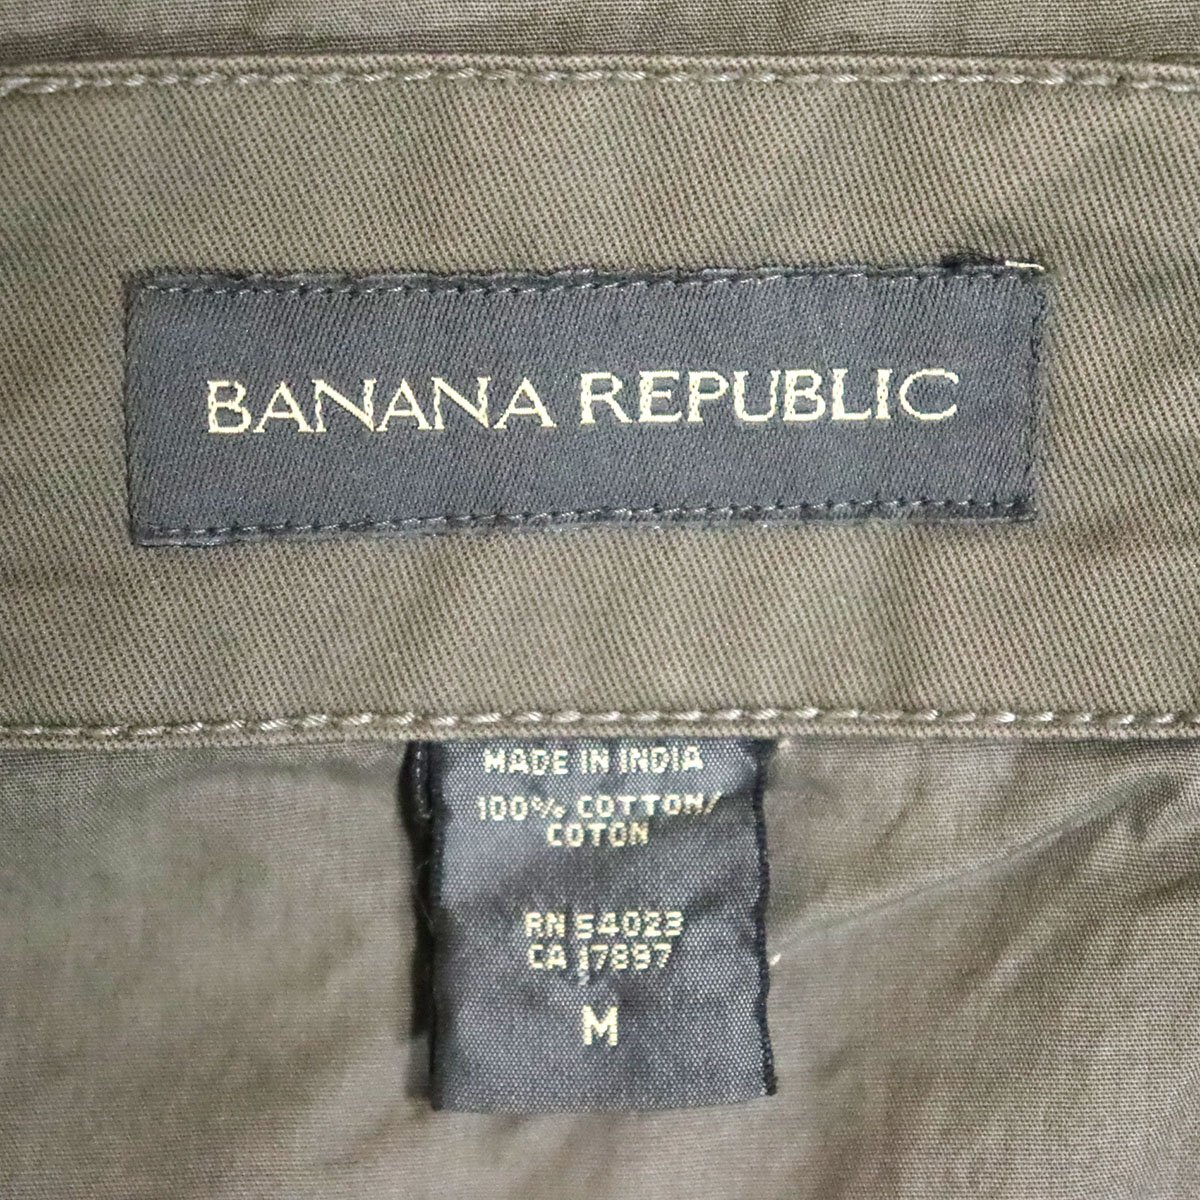 BANANA REPUBLIC
MADE IN INDIA
100% COTTON/
COTON
RN 54023
CA 17897
M